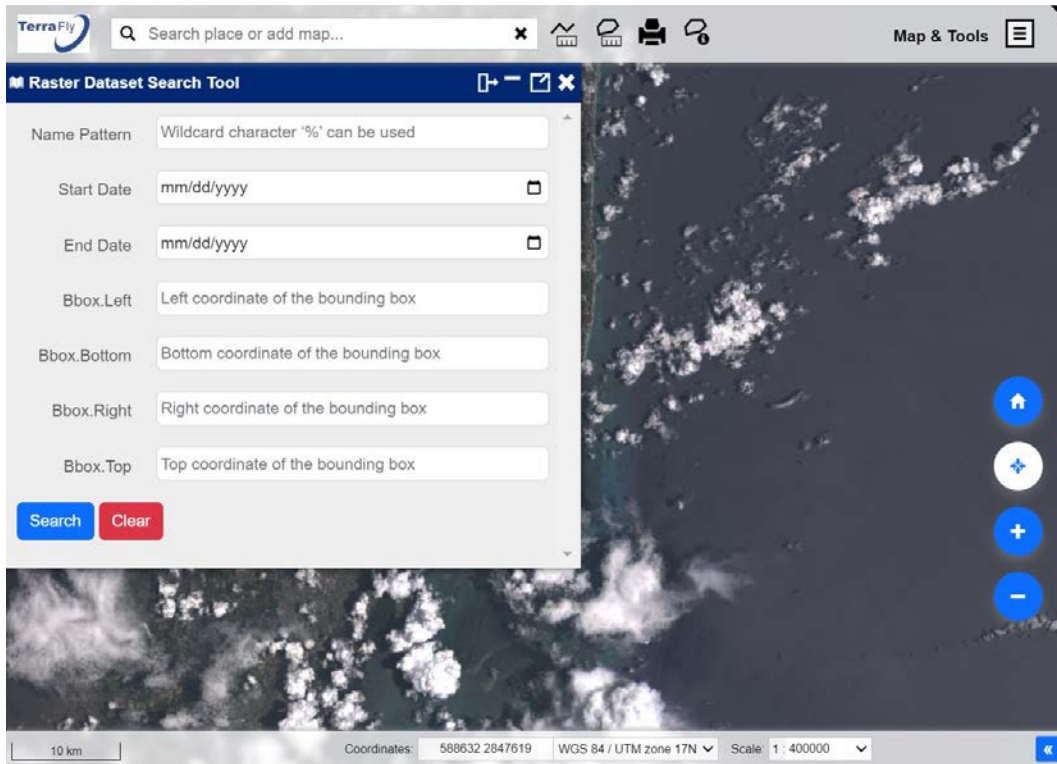 TerraFly
Search place or add map...
Map & Tools
Raster Dataset Search Tool
Name Pattern Wildcard character '%' can be used
Start Date mm/dd/yyyy
End Date mm/dd/yyyy
Bbox.Left Left coordinate of the bounding box
Bbox.Bottom Bottom coordinate of the bounding box
Bbox.Right Right coordinate of the bounding box
Bbox.Top Top coordinate of the bounding box
Search Clear
10 km Coordinates: 588632 2847619 WGS 84 / UTM zone 17N Scale: 1 : 400000